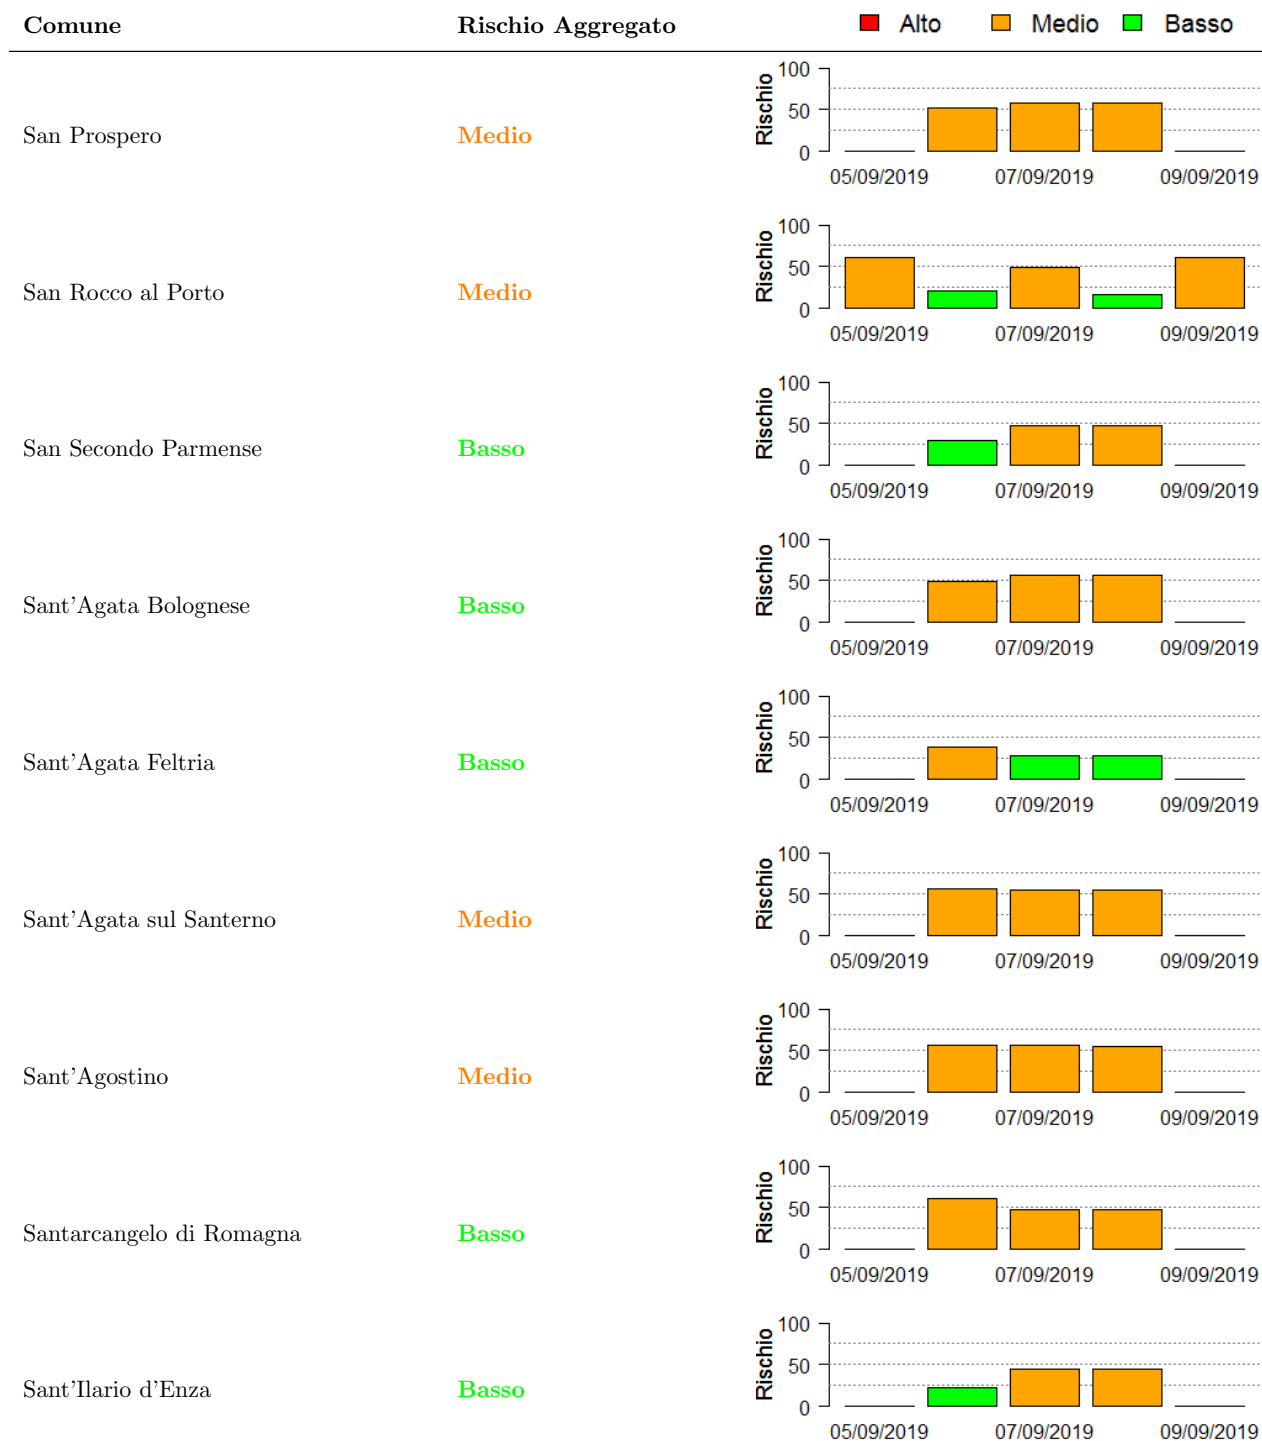 Comune Rischio Aggregato Alto Medio Basso
San Prospero Medio
Rischio
100
50
0
05/09/2019 07/09/2019 09/09/2019
San Rocco al Porto Medio
Rischio
100
50
0
05/09/2019 07/09/2019 09/09/2019
San Secondo Parmense Basso
Rischio
100
50
0
05/09/2019 07/09/2019 09/09/2019
Sant'Agata Bolognese Basso
Rischio
100
50
0
05/09/2019 07/09/2019 09/09/2019
Sant'Agata Feltria Basso
Rischio
100
50
0
05/09/2019 07/09/2019 09/09/2019
Sant'Agata sul Santerno Medio
Rischio
100
50
0
05/09/2019 07/09/2019 09/09/2019
Sant'Agostino Medio
Rischio
100
50
0
05/09/2019 07/09/2019 09/09/2019
Santarcangelo di Romagna Basso
Rischio
100
50
0
05/09/2019 07/09/2019 09/09/2019
Sant'Ilario d'Enza Basso
Rischio
100
50
0
05/09/2019 07/09/2019 09/09/2019